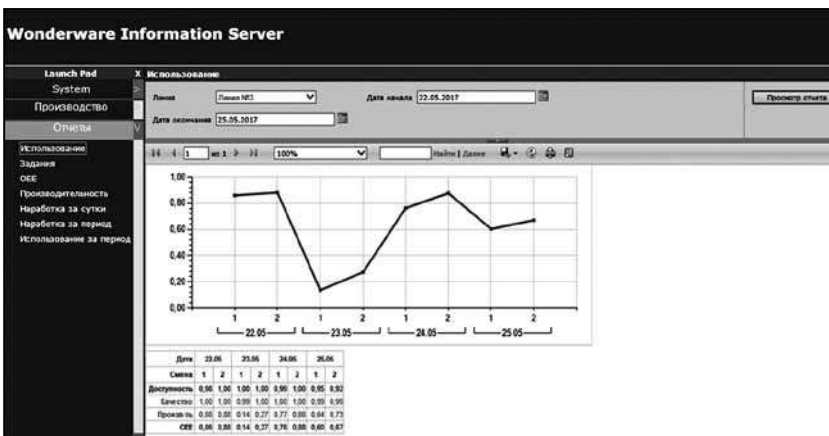 Wonderware Information Server
Launch Pad X
System >
Производство
Отчеты V
Использование
Задания
OEE
Производительность
Наработка за сутки
Наработка за период
Использование за период
Использование
Линия Линия №3 Дата начала 22.05.2017 Просмотр отчета
Дата окончания 25.05.2017
1 из 1 100% Найти | Далее
1,00
0,80
0,60
0,40
0,20
0,00
1 2 1 2 1 2 1 2
22.05 23.05 24.05 25.05
Дата 22.05 23.05 24.05 25.05
Смена 1 2 1 2 1 2 1 2
Доступность 0,98 1,00 1,00 1,00 0,99 1,00 0,95 0,92
Качество 1,00 1,00 0,99 1,00 1,00 1,00 0,99 0,99
Произв-ть 0,88 0,14 0,27 0,77 0,88 0,64 0,73
OEE 0,88 0,14 0,27 0,76 0,88 0,60 0,67